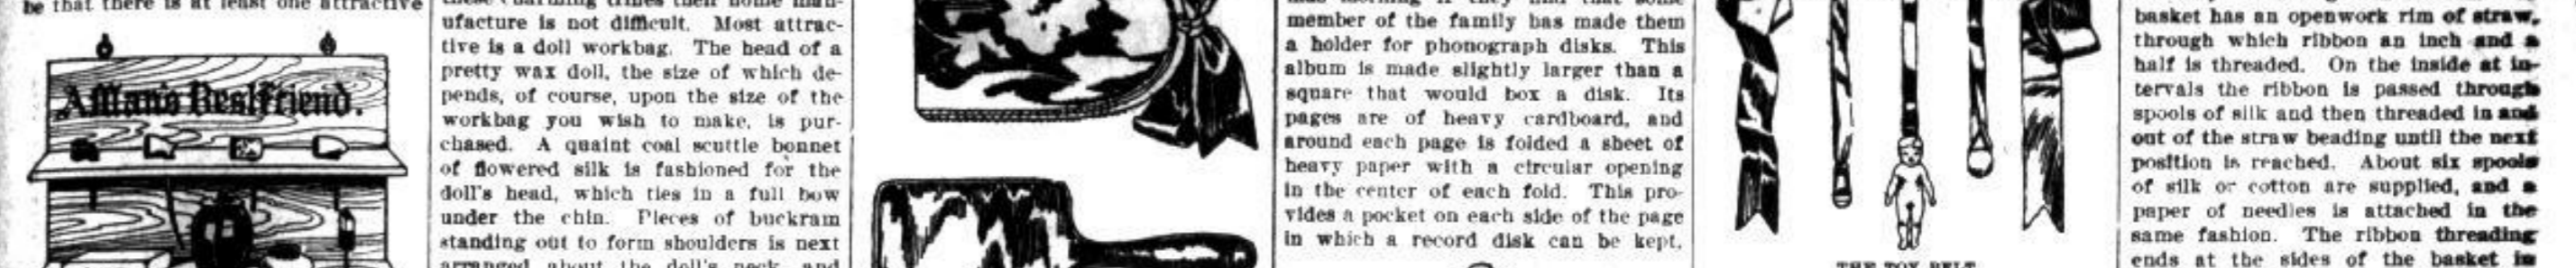 be that there is at least one attractive
A Man's Best Friend.
ufacture is not difficult. Most attrac-
tive is a doll workbag. The head of a
pretty wax doll, the size of which de-
pends, of course, upon the size of the
workbag you wish to make, is pur-
chased. A quaint coal scuttle bonnet
of flowered silk is fashioned for the
doll's head, which ties in a full bow
under the chin. Pieces of buckram
standing out to form shoulders is next
arranged about the doll's neck, and
member of the family has made them
a holder for phonograph disks. This
album is made slightly larger than a
square that would box a disk. Its
pages are of heavy cardboard, and
around each page is folded a sheet of
heavy paper with a circular opening
in the center of each fold. This pro-
vides a pocket on each side of the page
in which a record disk can be kept.
THE TOY BELT
basket has an openwork rim of straw,
through which ribbon an inch and a
half is threaded. On the inside at in-
tervals the ribbon is passed through
spools of silk and then threaded in and
out of the straw beading until the next
position is reached. About six spools
of silk or cotton are supplied, and a
paper of needles is attached in the
same fashion. The ribbon threading
ends at the sides of the basket in